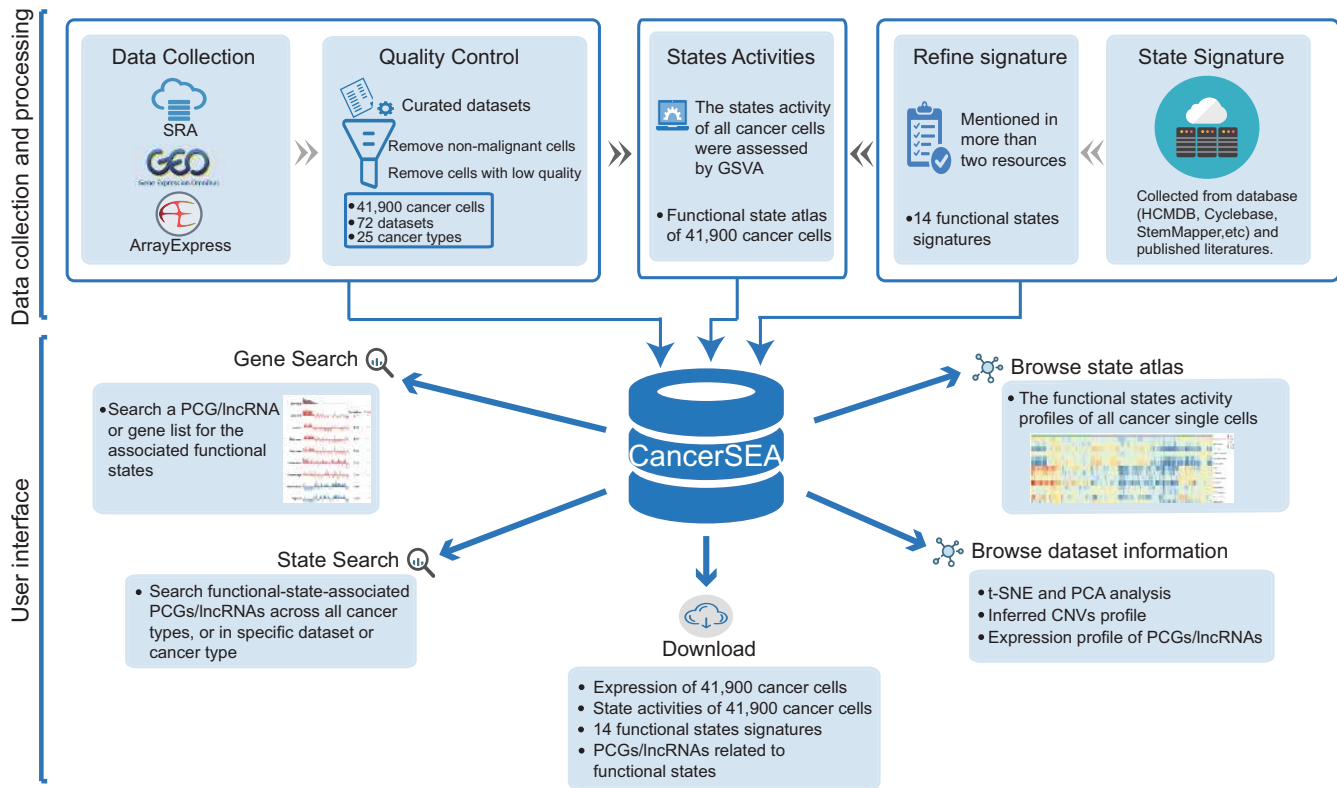 Data collection and processing
Data Collection
SRA
GEO
Gene Expression Omnibus
ArrayExpress
Quality Control
Curated datasets
Remove non-malignant cells
Remove cells with low quality
•41,900 cancer cells
•72 datasets
•25 cancer types
States Activities
The states activity
of all cancer cells
were assessed
by GSVA
•Functional state atlas
of 41,900 cancer cells
Refine signature
Mentioned in
more than
two resources
•14 functional states
signatures
State Signature
Collected from database
(HCMDB, Cyclebase,
StemMapper,etc) and
published literatures.
User interface
Gene Search
•Search a PCG/lncRNA
or gene list for the
associated functional
states
State Search
• Search functional-state-associated
PCGs/lncRNAs across all cancer
types, or in specific dataset or
cancer type
CancerSEA
Download
• Expression of 41,900 cancer cells
• State activities of 41,900 cancer cells
• 14 functional states signatures
• PCGs/lncRNAs related to
functional states
Browse state atlas
• The functional states activity
profiles of all cancer single cells
Browse dataset information
• t-SNE and PCA analysis
• Inferred CNVs profile
• Expression profile of PCGs/lncRNAs